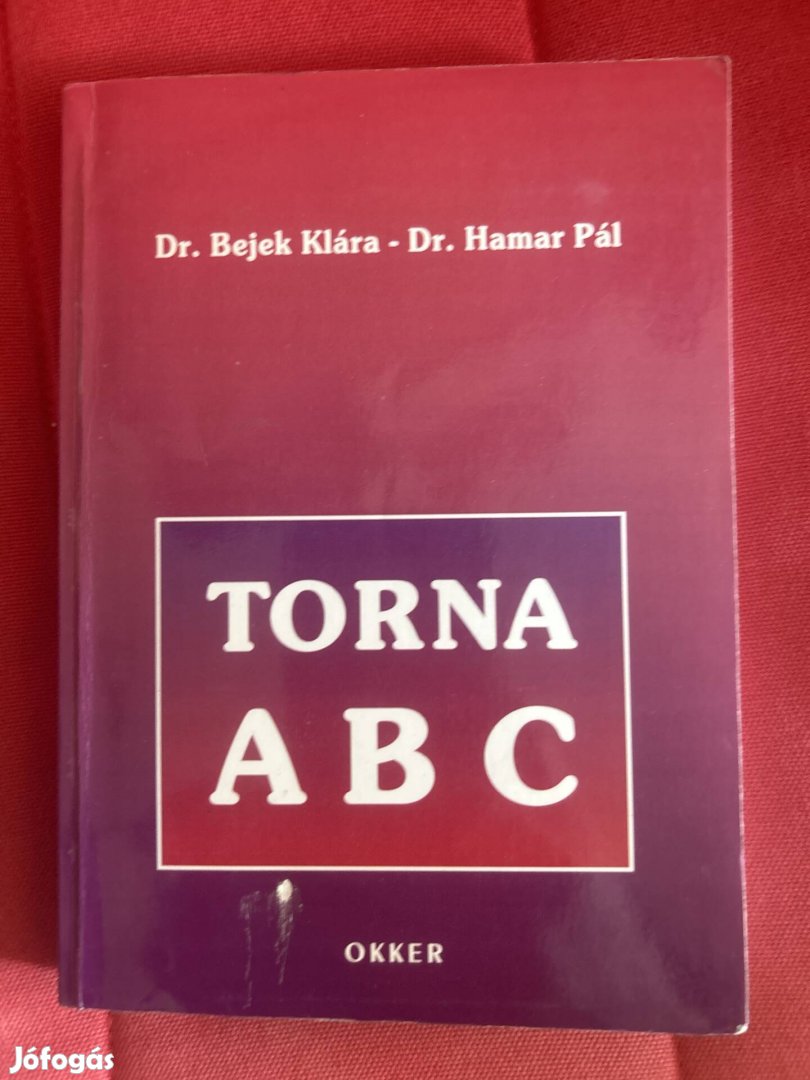 Dr. Bejek Klára - Dr. Hamar Pál
TORNA
A B C
OKKER
Jófogás